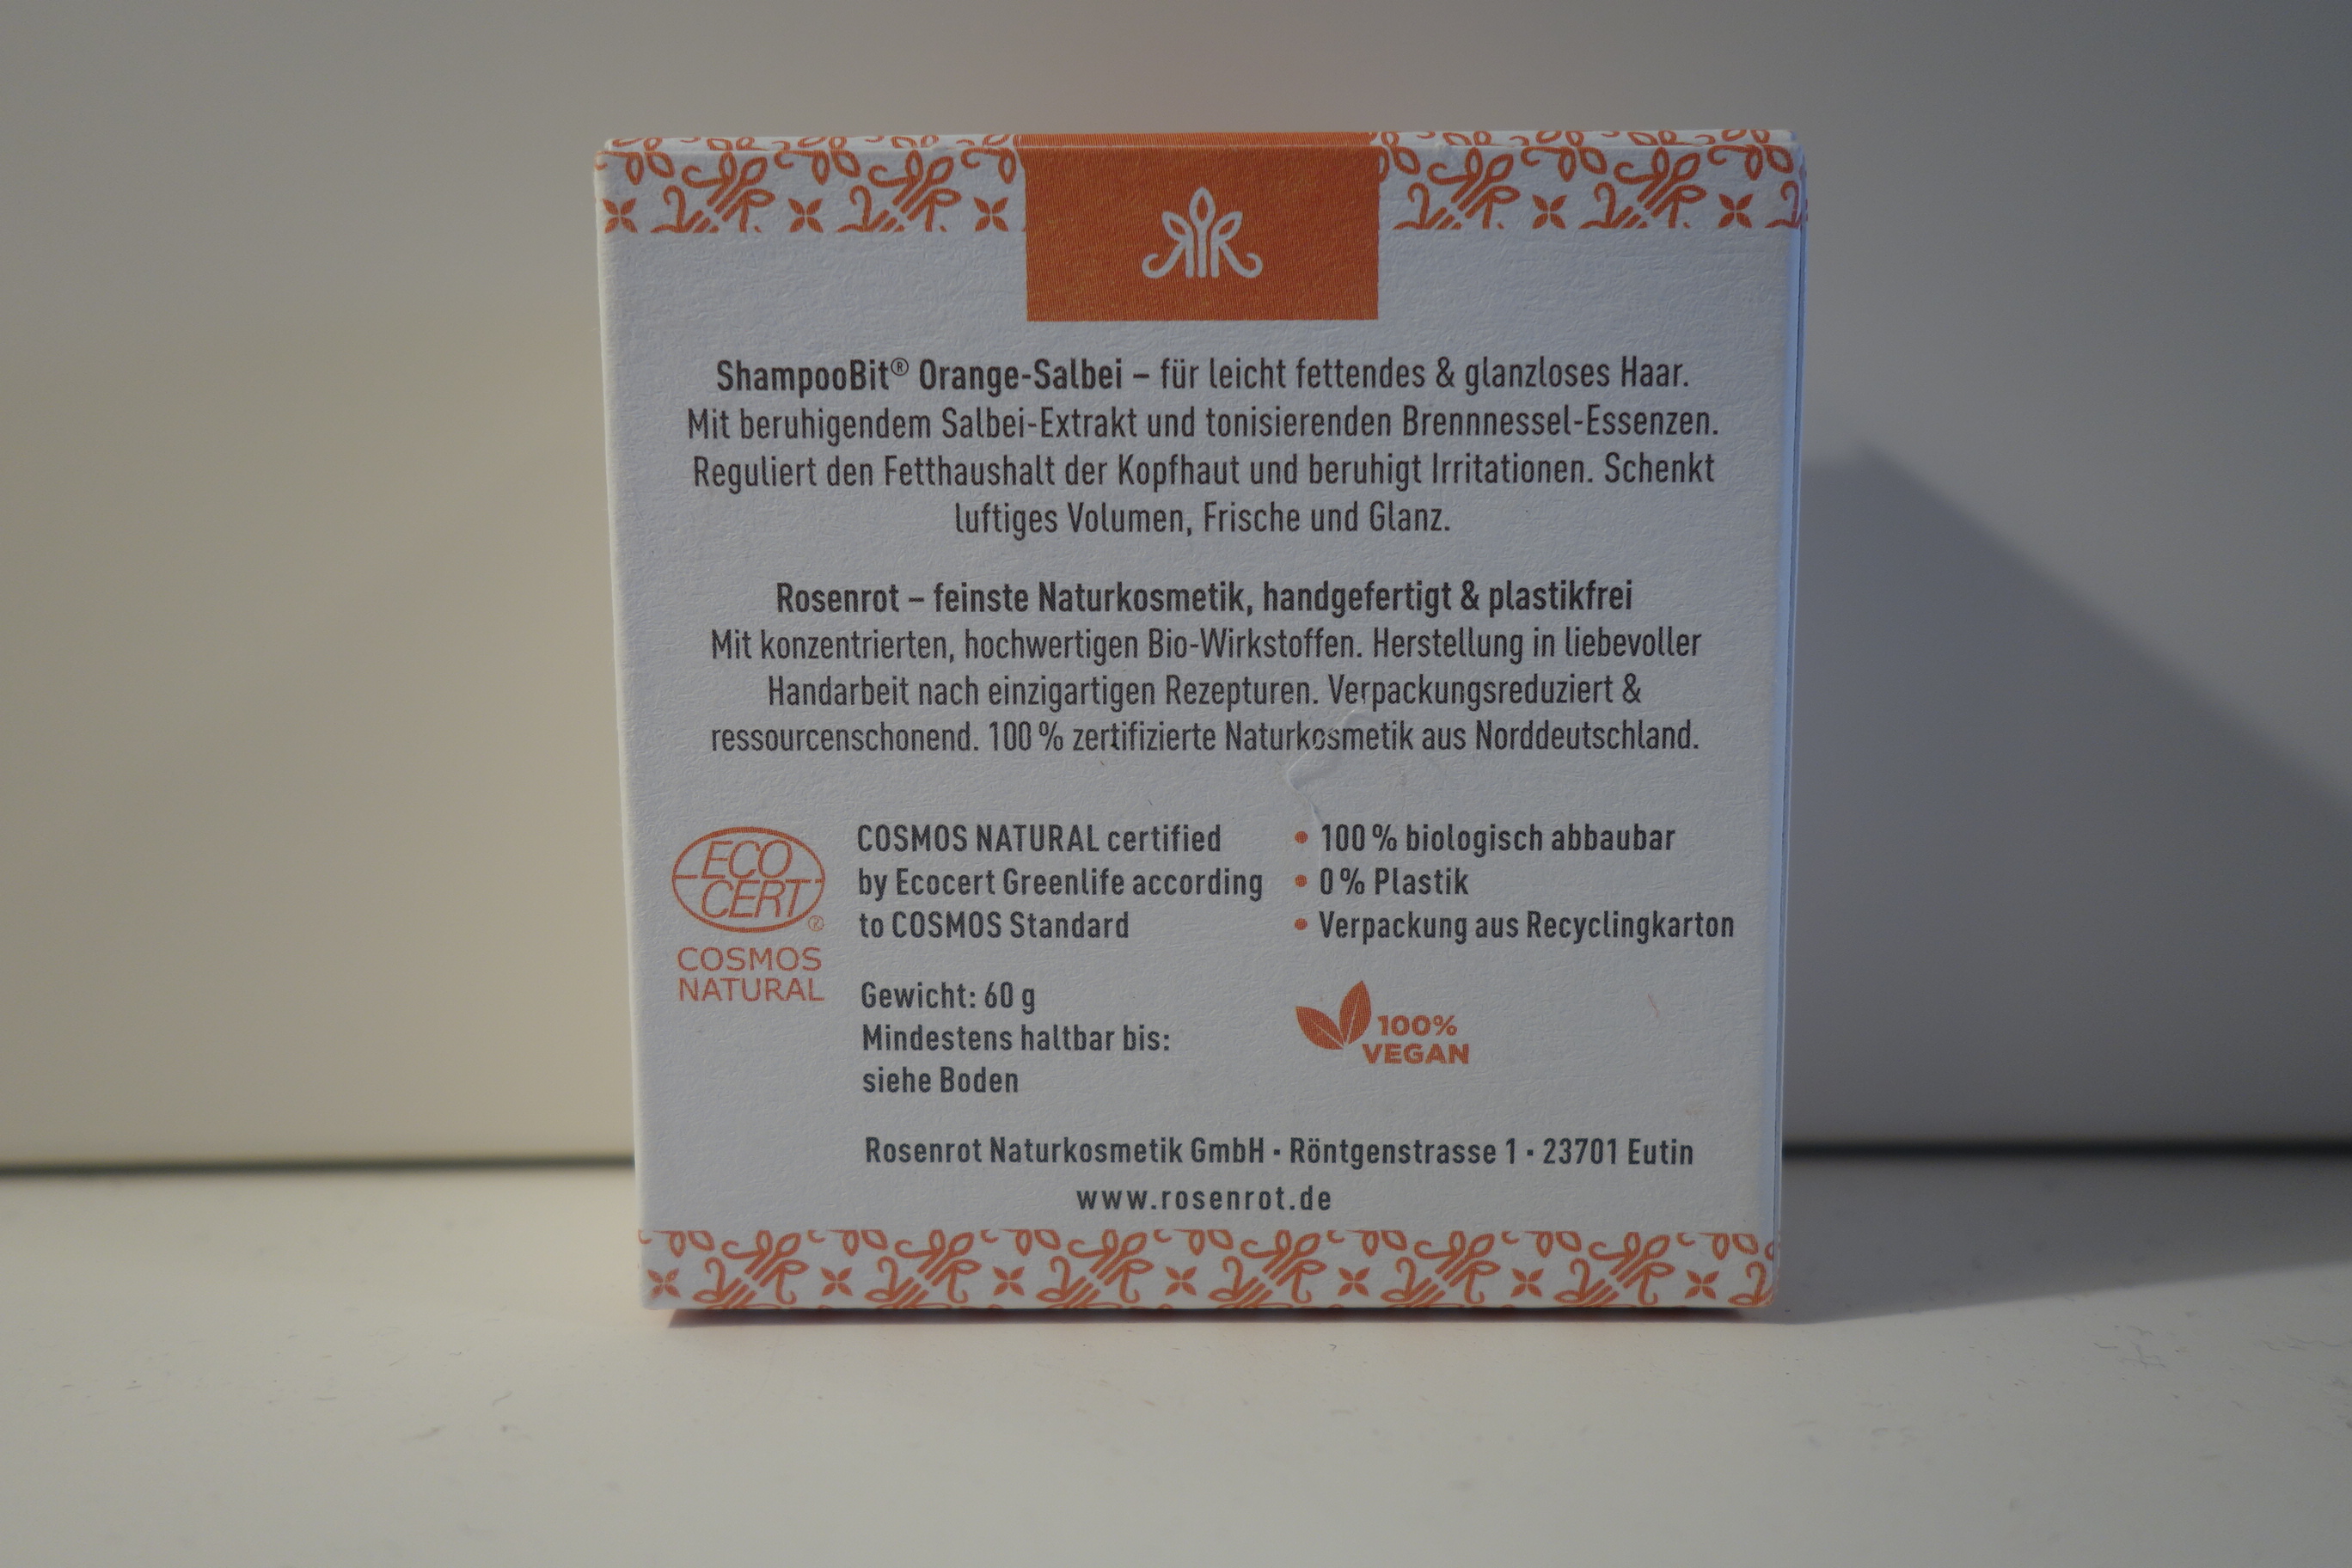 ShampooBit® Orange-Salbei – für leicht fettendes & glanzloses Haar.
Mit beruhigendem Salbei-Extrakt und tonisierenden Brennnessel-Essenzen.
Reguliert den Fetthaushalt der Kopfhaut und beruhigt Irritationen. Schenkt
luftiges Volumen, Frische und Glanz.
Rosenrot – feinste Naturkosmetik, handgefertigt & plastikfrei
Mit konzentrierten, hochwertigen Bio-Wirkstoffen. Herstellung in liebevoller
Handarbeit nach einzigartigen Rezepturen. Verpackungsreduziert &
ressourcenschonend. 100 % zertifizierte Naturkosmetik aus Norddeutschland.
ECO
CERT®
COSMOS
NATURAL
COSMOS NATURAL certified
by Ecocert Greenlife according
to COSMOS Standard
• 100 % biologisch abbaubar
• 0 % Plastik
• Verpackung aus Recyclingkarton
Gewicht: 60 g
Mindestens haltbar bis:
siehe Boden
100%
VEGAN
Rosenrot Naturkosmetik GmbH · Röntgenstrasse 1 · 23701 Eutin
www.rosenrot.de